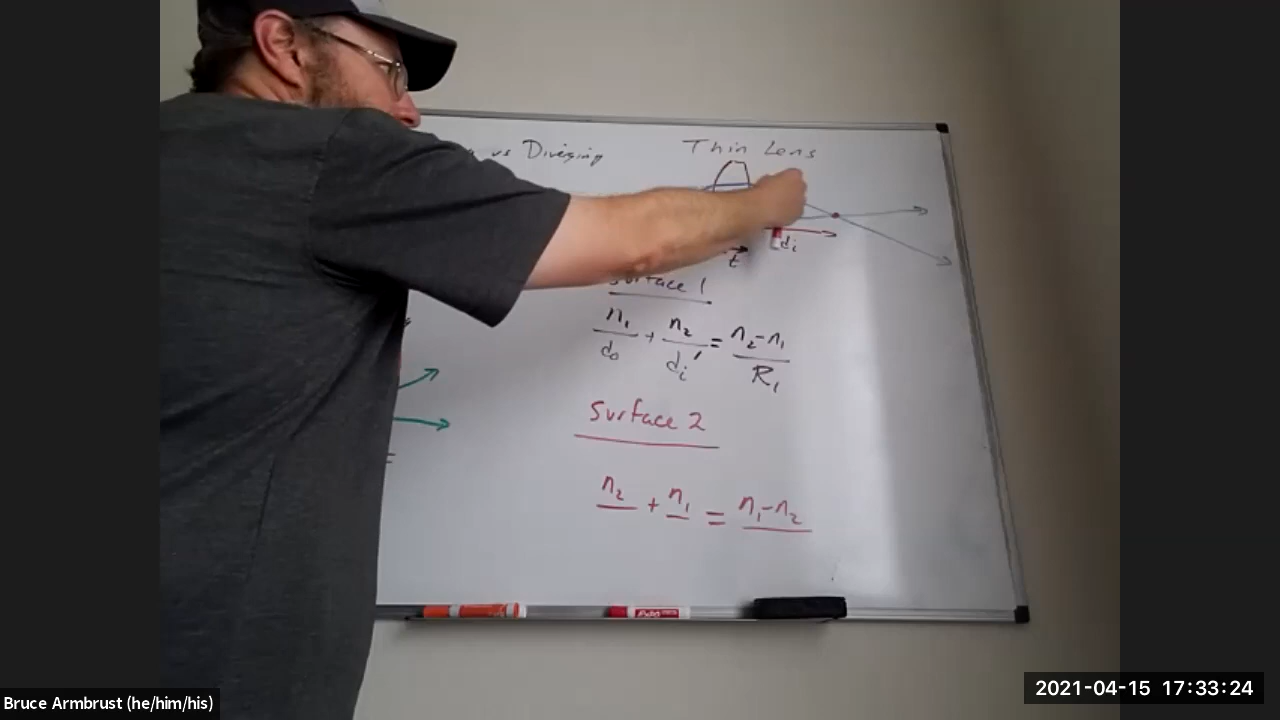 vs Diverging
Thin Lens
di
t
Surface 1
n1/do + n2/di' = n2-n1/R1
Surface 2
n2 + n1 = n1-n2
Bruce Armbrust (he/him/his)
2021-04-15 17:33:24